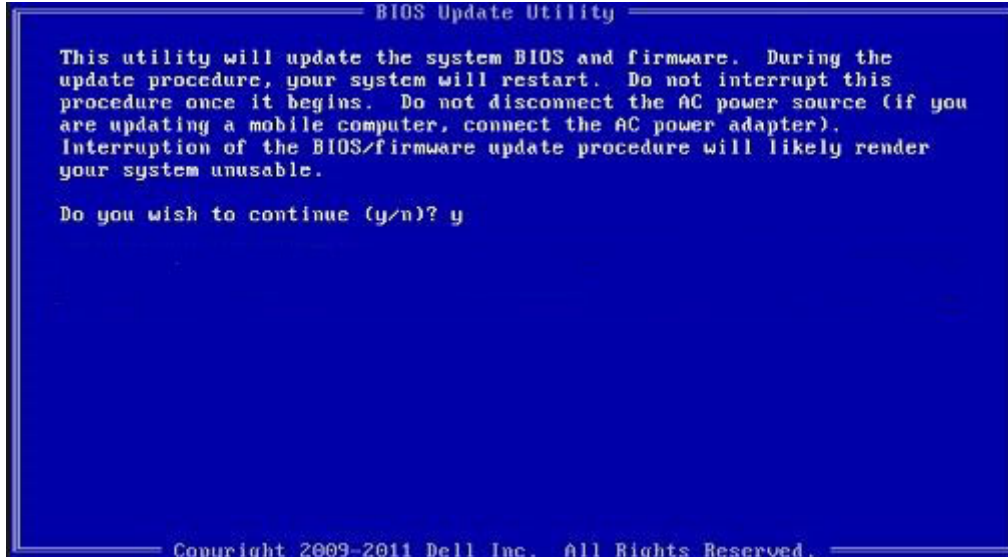 BIOS Update Utility
This utility will update the system BIOS and firmware. During the
update procedure, your system will restart. Do not interrupt this
procedure once it begins. Do not disconnect the AC power source (if you
are updating a mobile computer, connect the AC power adapter).
Interruption of the BIOS/firmware update procedure will likely render
your system unusable.
Do you wish to continue (y/n)? y
Copyright 2009-2011 Dell Inc. All Rights Reserved.